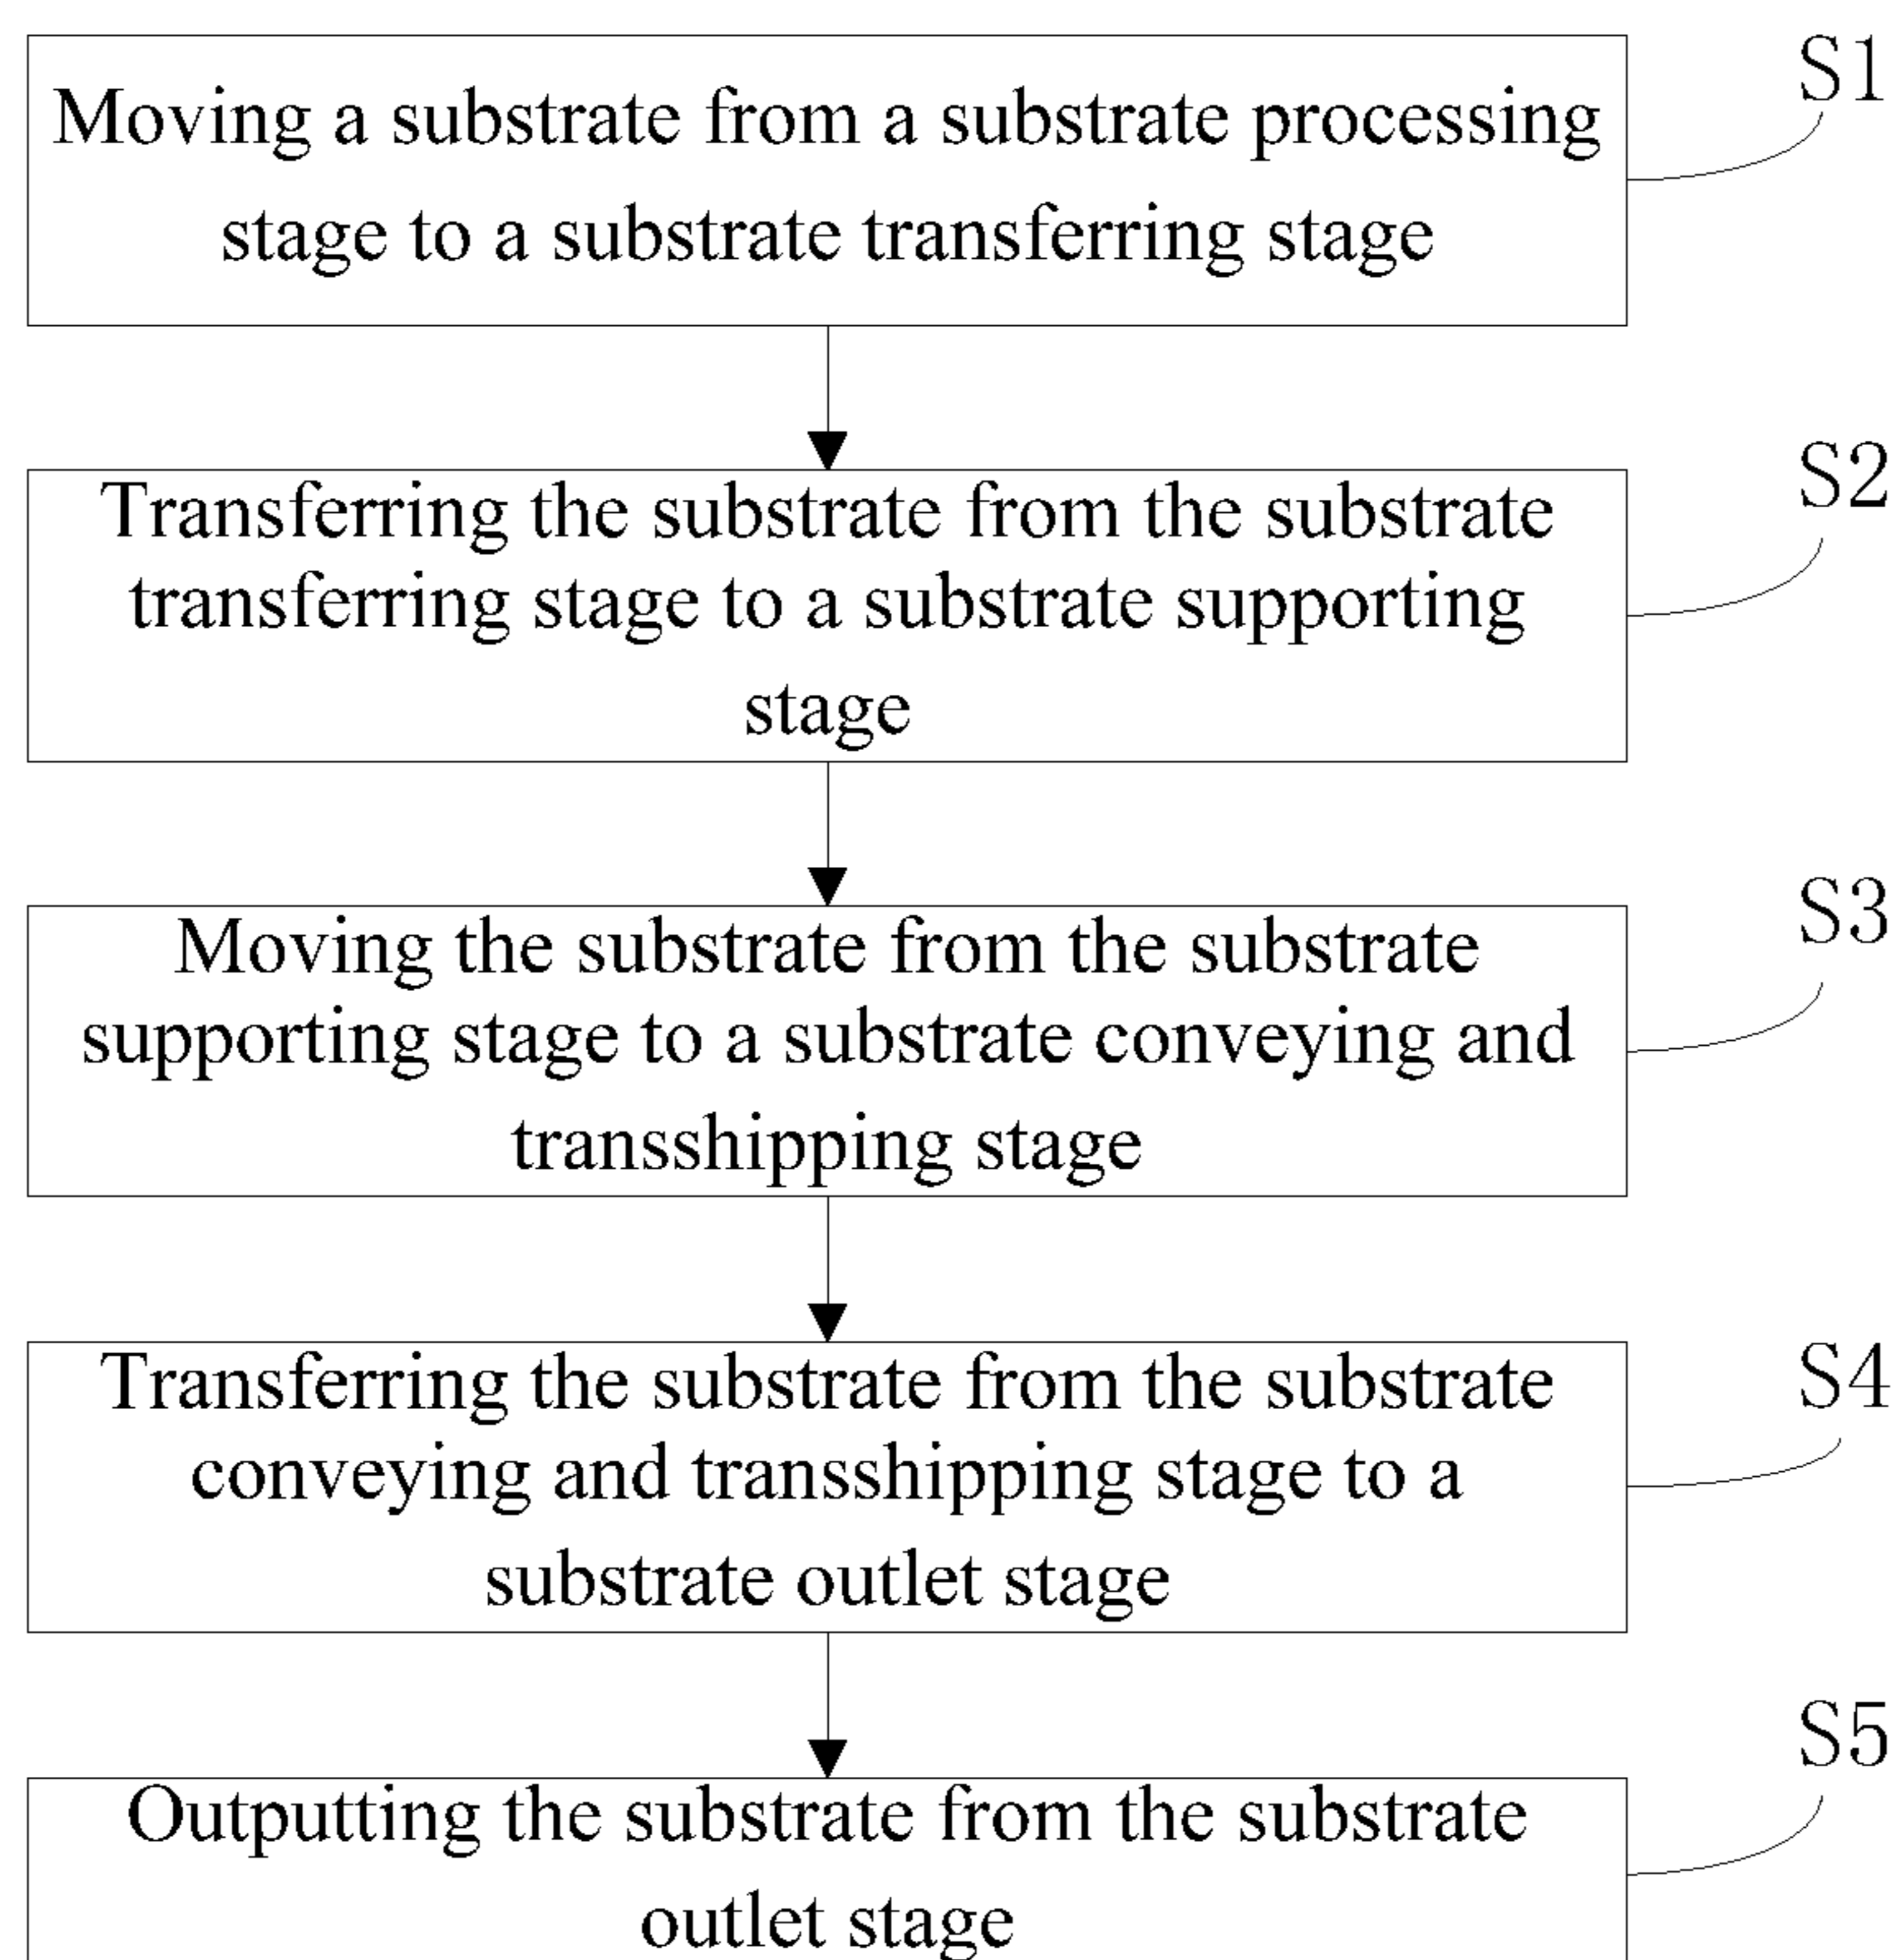 S1
Moving a substrate from a substrate processing
stage to a substrate transferring stage
S2
Transferring the substrate from the substrate
transferring stage to a substrate supporting
stage
S3
Moving the substrate from the substrate
supporting stage to a substrate conveying and
transshipping stage
S4
Transferring the substrate from the substrate
conveying and transshipping stage to a
substrate outlet stage
S5
Outputting the substrate from the substrate
outlet stage